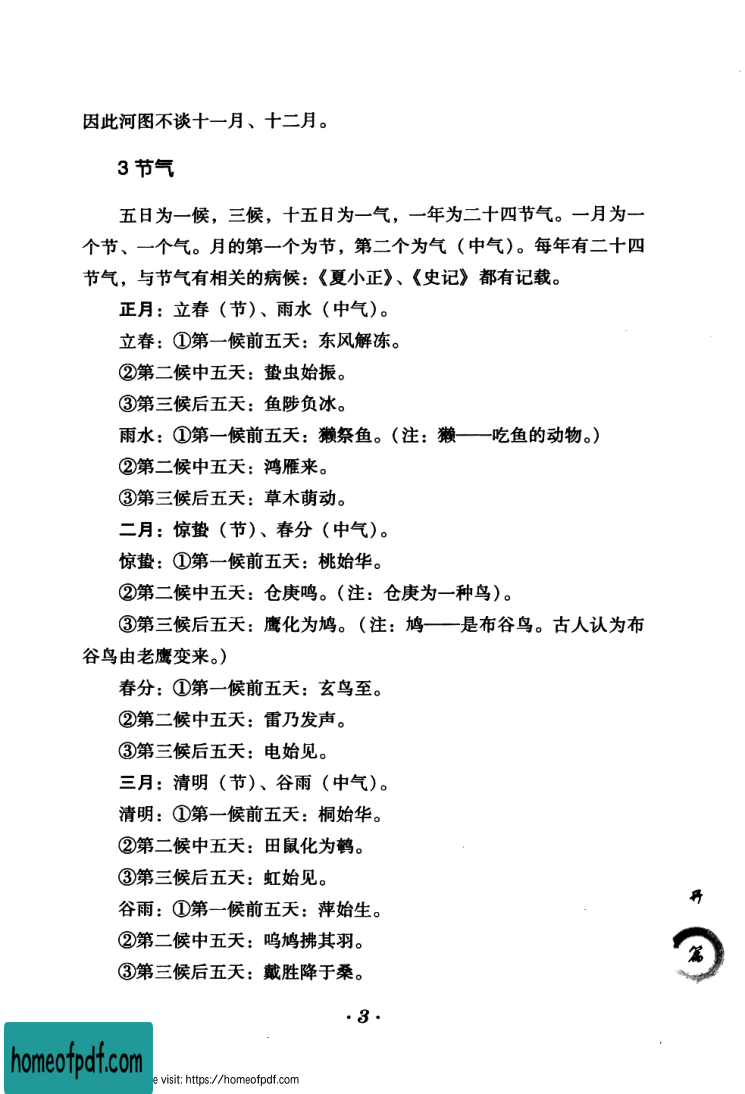 因此河图不谈十一月、十二月。
3 节气
五日为一候，三候，十五日为一气，一年为二十四节气。一月为一
个节、一个气。月的第一个为节，第二个为气（中气）。每年有二十四
节气，与节气有相关的病候：《夏小正》、《史记》都有记载。
正月：立春（节）、雨水（中气）。
立春：①第一候前五天：东风解冻。
②第二候中五天：蛰虫始振。
③第三候后五天：鱼陟负冰。
雨水：①第一候前五天：獭祭鱼。（注：獭——吃鱼的动物。）
②第二候中五天：鸿雁来。
③第三候后五天：草木萌动。
二月：惊蛰（节）、春分（中气）。
惊蛰：①第一候前五天：桃始华。
②第二候中五天：仓庚鸣。（注：仓庚为一种鸟）。
③第三候后五天：鹰化为鸠。（注：鸠——是布谷鸟。古人认为布
谷鸟由老鹰变来。）
春分：①第一候前五天：玄鸟至。
②第二候中五天：雷乃发声。
③第三候后五天：电始见。
三月：清明（节）、谷雨（中气）。
清明：①第一候前五天：桐始华。
②第二候中五天：田鼠化为鹌。
③第三候后五天：虹始见。
谷雨：①第一候前五天：萍始生。
②第二候中五天：鸣鸠拂其羽。
③第三候后五天：戴胜降于桑。
丹
篇
·3·
homeofpdf.com
e visit: https://homeofpdf.com